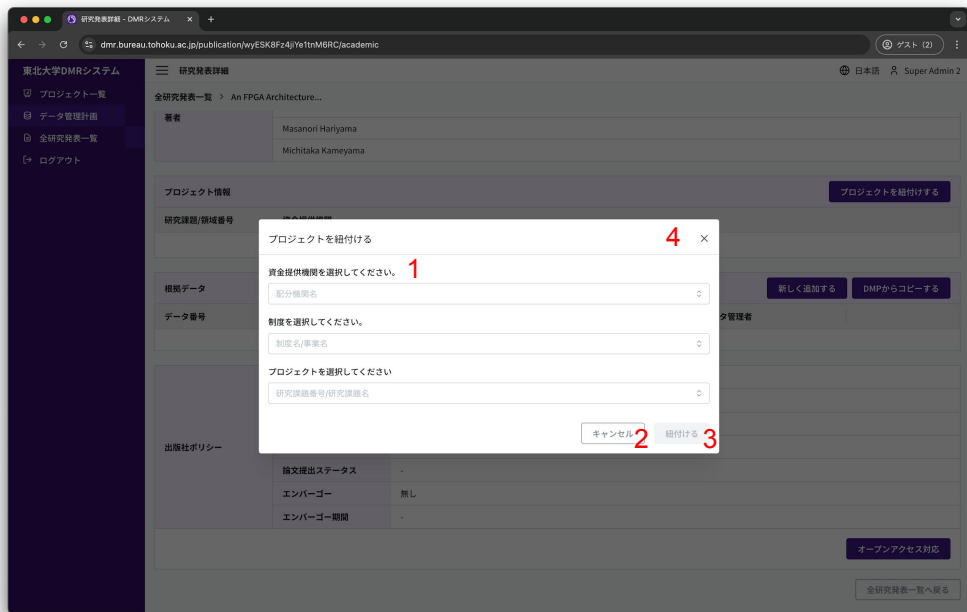 研究発表詳細 - DMRシステム
dmr.bureau.tohoku.ac.jp/publication/wyESK8Fz4jiYe1tnM6RC/academic
ゲスト (2)
東北大学DMRシステム
研究発表詳細
日本語
Super Admin 2
プロジェクト一覧
データ管理計画
全研究発表一覧
ログアウト
全研究発表一覧 > An FPGA Architecture...
著者
Masanori Hariyama
Michitaka Kameyama
プロジェクト情報
プロジェクトを紐付けする
研究課題/領域番号
資金提供機関
プロジェクトを紐付ける
4
資金提供機関を選択してください。
1
配分機関名
制度を選択してください。
制度名/事業名
プロジェクトを選択してください
研究課題番号/研究課題名
キャンセル
2
紐付ける
3
根拠データ
新しく追加する
DMPからコピーする
データ番号
タ管理者
出版社ポリシー
論文提出ステータス
-
エンバーゴー
無し
エンバーゴー期間
-
オープンアクセス対応
全研究発表一覧へ戻る